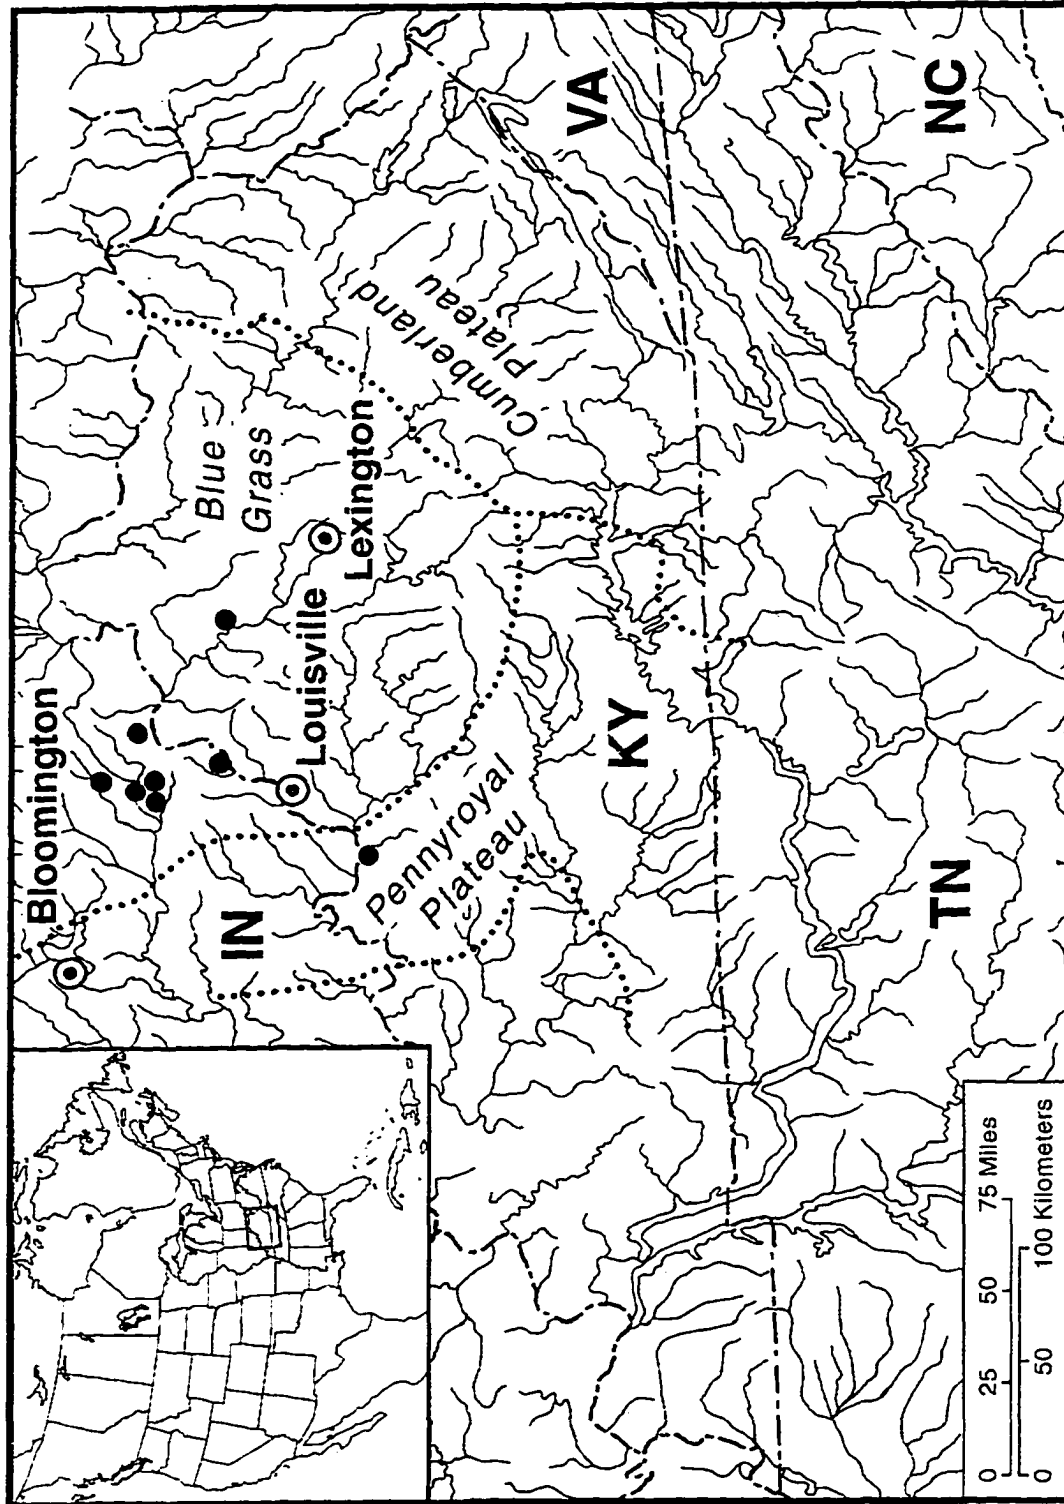 Bloomington
IN
Louisville
Lexington
Blue
Grass
Cumberland
Plateau
Pennyroyal
Plateau
KY
VA
TN
NC
0 25 50 75 Miles
0 50 100 Kilometers